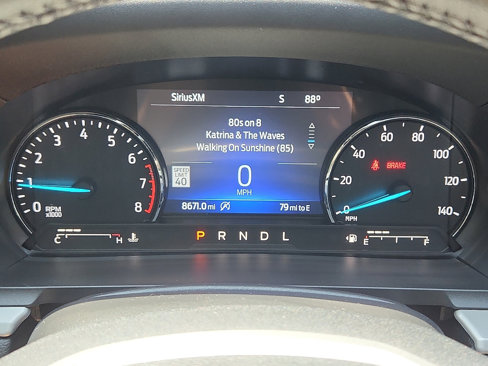 SiriusXM S 88°
80s on 8
Katrina & The Waves
Walking On Sunshine (85)
SPEED
LIMIT
40
0
MPH
8671.0 mi 79 mi to E
0 1 2 3 4 5 6 7 8
RPM
x1000
0 20 40 60 80 100 120 140
MPH
BRAKE
C H
P R N D L
E F